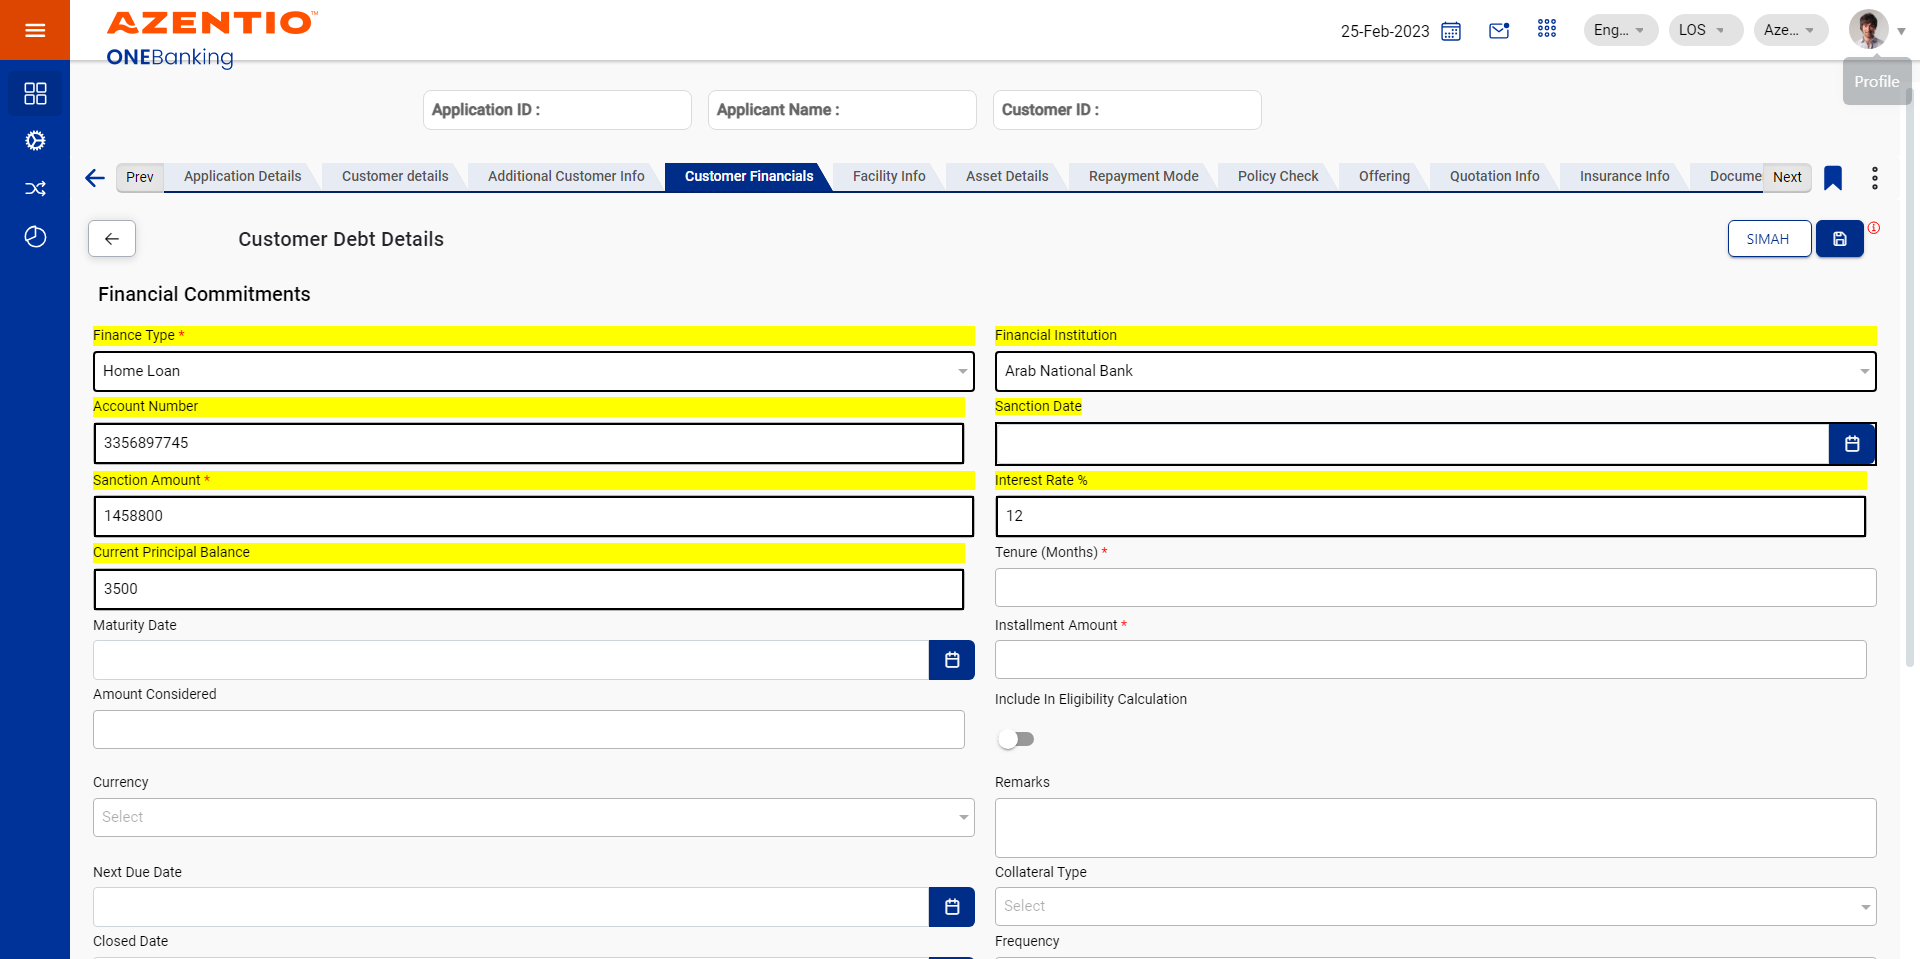 AZENTIO™
ONEBanking
25-Feb-2023
Eng...
LOS
Aze...
Profile
Application ID :
Applicant Name :
Customer ID :
Prev
Application Details
Customer details
Additional Customer Info
Customer Financials
Facility Info
Asset Details
Repayment Mode
Policy Check
Offering
Quotation Info
Insurance Info
Docume
Next
Customer Debt Details
SIMAH
Financial Commitments
Finance Type *
Financial Institution
Home Loan
Arab National Bank
Account Number
Sanction Date
3356897745
Sanction Amount *
Interest Rate %
1458800
12
Current Principal Balance
Tenure (Months) *
3500
Maturity Date
Installment Amount *
Amount Considered
Include In Eligibility Calculation
Currency
Remarks
Select
Next Due Date
Collateral Type
Select
Closed Date
Frequency